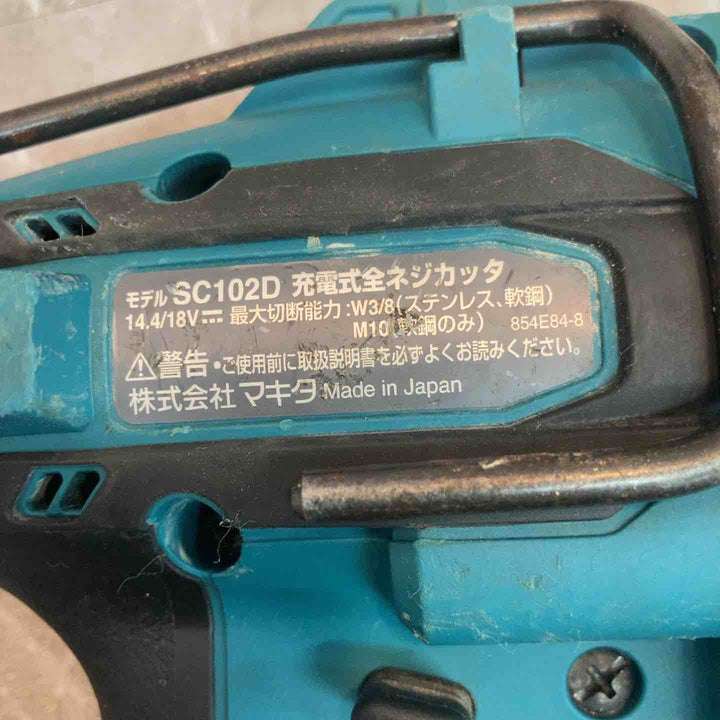 モデル SC102D 充電式全ネジカッタ
14.4/18V⎓ 最大切断能力:W3/8(ステンレス、軟鋼)
M10(軟鋼のみ) 854E84-8
⚠警告・ご使用前に取扱説明書を必ずよくお読みください。
株式会社 マキタ Made in Japan